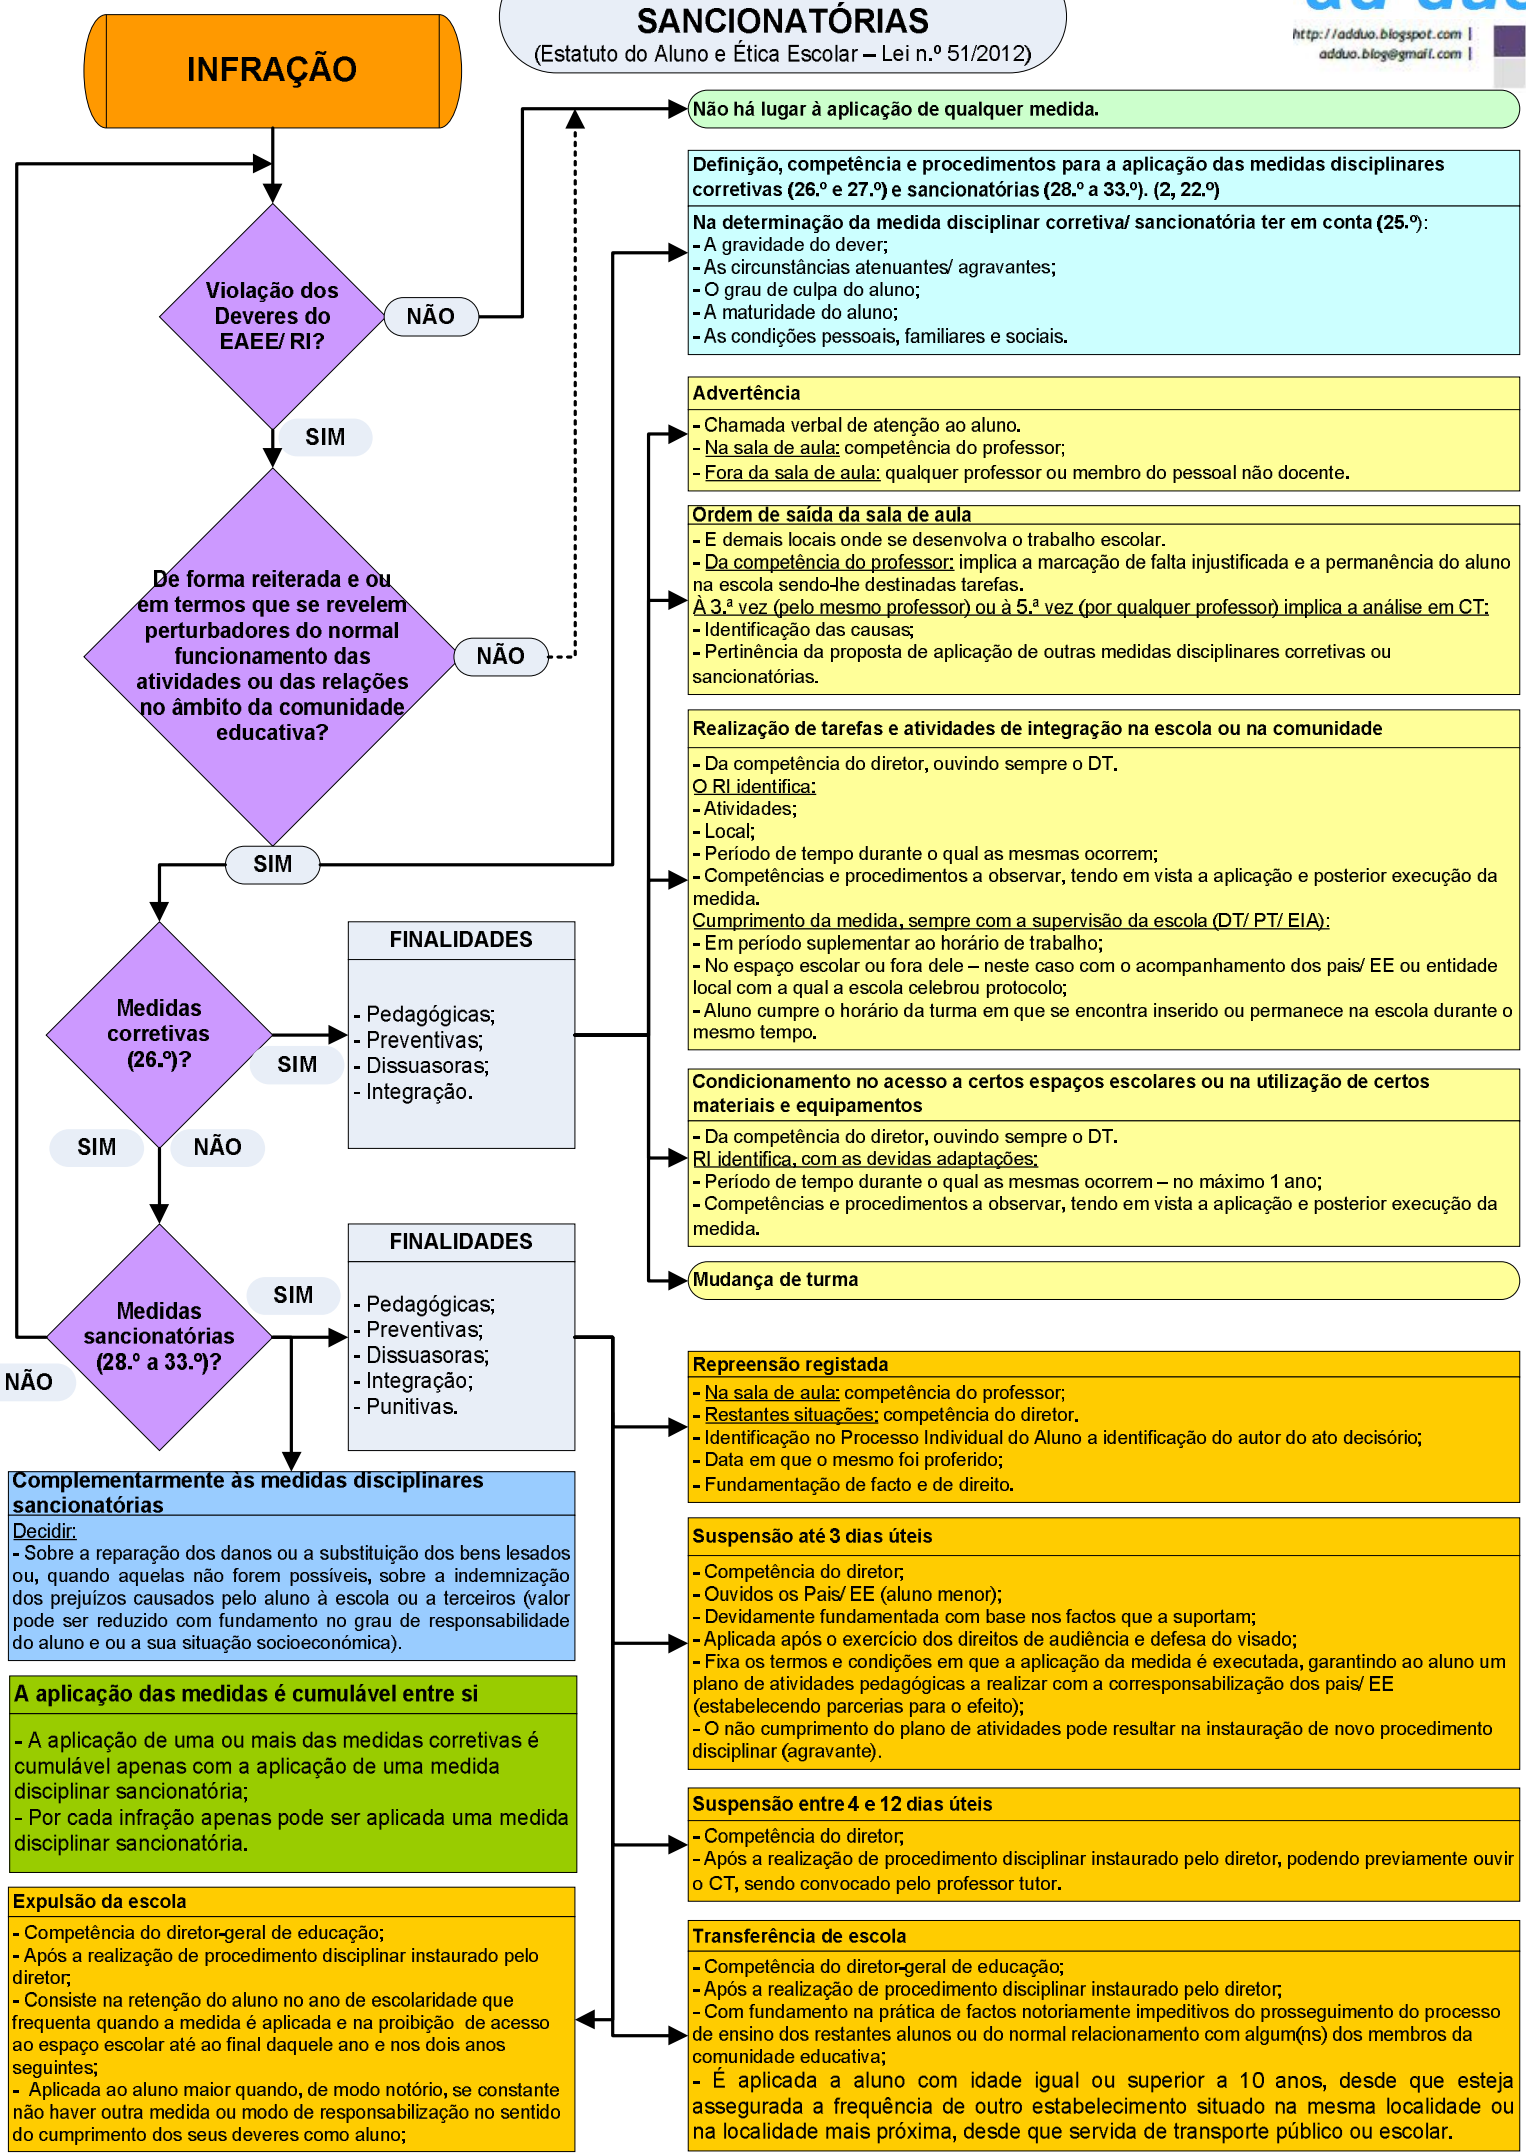 SANCIONATÓRIAS
(Estatuto do Aluno e Ética Escolar – Lei n.º 51/2012)
http://adduo.blogspot.com |
adduo.blog@gmail.com |
INFRAÇÃO
Não há lugar à aplicação de qualquer medida.
Definição, competência e procedimentos para a aplicação das medidas disciplinares
corretivas (26.º e 27.º) e sancionatórias (28.º a 33.º). (2, 22.º)
Na determinação da medida disciplinar corretiva/ sancionatória ter em conta (25.º):
- A gravidade do dever;
- As circunstâncias atenuantes/ agravantes;
- O grau de culpa do aluno;
- A maturidade do aluno;
- As condições pessoais, familiares e sociais.
Violação dos
Deveres do
EAEE/ RI?
NÃO
SIM
Advertência
- Chamada verbal de atenção ao aluno.
- Na sala de aula: competência do professor;
- Fora da sala de aula: qualquer professor ou membro do pessoal não docente.
Ordem de saída da sala de aula
- E demais locais onde se desenvolva o trabalho escolar.
- Da competência do professor: implica a marcação de falta injustificada e a permanência do aluno
na escola sendo-lhe destinadas tarefas.
À 3.ª vez (pelo mesmo professor) ou à 5.ª vez (por qualquer professor) implica a análise em CT:
- Identificação das causas;
- Pertinência da proposta de aplicação de outras medidas disciplinares corretivas ou
sancionatórias.
De forma reiterada e ou
em termos que se revelem
perturbadores do normal
funcionamento das
atividades ou das relações
no âmbito da comunidade
educativa?
NÃO
SIM
Realização de tarefas e atividades de integração na escola ou na comunidade
- Da competência do diretor, ouvindo sempre o DT.
O RI identifica:
- Atividades;
- Local;
- Período de tempo durante o qual as mesmas ocorrem;
- Competências e procedimentos a observar, tendo em vista a aplicação e posterior execução da
medida.
Cumprimento da medida, sempre com a supervisão da escola (DT/ PT/ EIA):
- Em período suplementar ao horário de trabalho;
- No espaço escolar ou fora dele – neste caso com o acompanhamento dos pais/ EE ou entidade
local com a qual a escola celebrou protocolo;
- Aluno cumpre o horário da turma em que se encontra inserido ou permanece na escola durante o
mesmo tempo.
Medidas
corretivas
(26.º)?
SIM
SIM
NÃO
FINALIDADES
- Pedagógicas;
- Preventivas;
- Dissuasoras;
- Integração.
Condicionamento no acesso a certos espaços escolares ou na utilização de certos
materiais e equipamentos
- Da competência do diretor, ouvindo sempre o DT.
RI identifica, com as devidas adaptações:
- Período de tempo durante o qual as mesmas ocorrem – no máximo 1 ano;
- Competências e procedimentos a observar, tendo em vista a aplicação e posterior execução da
medida.
Mudança de turma
Medidas
sancionatórias
(28.º a 33.º)?
SIM
NÃO
FINALIDADES
- Pedagógicas;
- Preventivas;
- Dissuasoras;
- Integração;
- Punitivas.
Repreensão registada
- Na sala de aula: competência do professor;
- Restantes situações: competência do diretor.
- Identificação no Processo Individual do Aluno a identificação do autor do ato decisório;
- Data em que o mesmo foi proferido;
- Fundamentação de facto e de direito.
Complementarmente às medidas disciplinares
sancionatórias
Decidir:
- Sobre a reparação dos danos ou a substituição dos bens lesados
ou, quando aquelas não forem possíveis, sobre a indemnização
dos prejuízos causados pelo aluno à escola ou a terceiros (valor
pode ser reduzido com fundamento no grau de responsabilidade
do aluno e ou a sua situação socioeconómica).
Suspensão até 3 dias úteis
- Competência do diretor;
- Ouvidos os Pais/ EE (aluno menor);
- Devidamente fundamentada com base nos factos que a suportam;
- Aplicada após o exercício dos direitos de audiência e defesa do visado;
- Fixa os termos e condições em que a aplicação da medida é executada, garantindo ao aluno um
plano de atividades pedagógicas a realizar com a corresponsabilização dos pais/ EE
(estabelecendo parcerias para o efeito);
- O não cumprimento do plano de atividades pode resultar na instauração de novo procedimento
disciplinar (agravante).
A aplicação das medidas é cumulável entre si
- A aplicação de uma ou mais das medidas corretivas é
cumulável apenas com a aplicação de uma medida
disciplinar sancionatória;
- Por cada infração apenas pode ser aplicada uma medida
disciplinar sancionatória.
Suspensão entre 4 e 12 dias úteis
- Competência do diretor;
- Após a realização de procedimento disciplinar instaurado pelo diretor, podendo previamente ouvir
o CT, sendo convocado pelo professor tutor.
Expulsão da escola
- Competência do diretor-geral de educação;
- Após a realização de procedimento disciplinar instaurado pelo
diretor;
- Consiste na retenção do aluno no ano de escolaridade que
frequenta quando a medida é aplicada e na proibição de acesso
ao espaço escolar até ao final daquele ano e nos dois anos
seguintes;
- Aplicada ao aluno maior quando, de modo notório, se constante
não haver outra medida ou modo de responsabilização no sentido
do cumprimento dos seus deveres como aluno;
Transferência de escola
- Competência do diretor-geral de educação;
- Após a realização de procedimento disciplinar instaurado pelo diretor;
- Com fundamento na prática de factos notoriamente impeditivos do prosseguimento do processo
de ensino dos restantes alunos ou do normal relacionamento com algum(ns) dos membros da
comunidade educativa;
- É aplicada a aluno com idade igual ou superior a 10 anos, desde que esteja
assegurada a frequência de outro estabelecimento situado na mesma localidade ou
na localidade mais próxima, desde que servida de transporte público ou escolar.